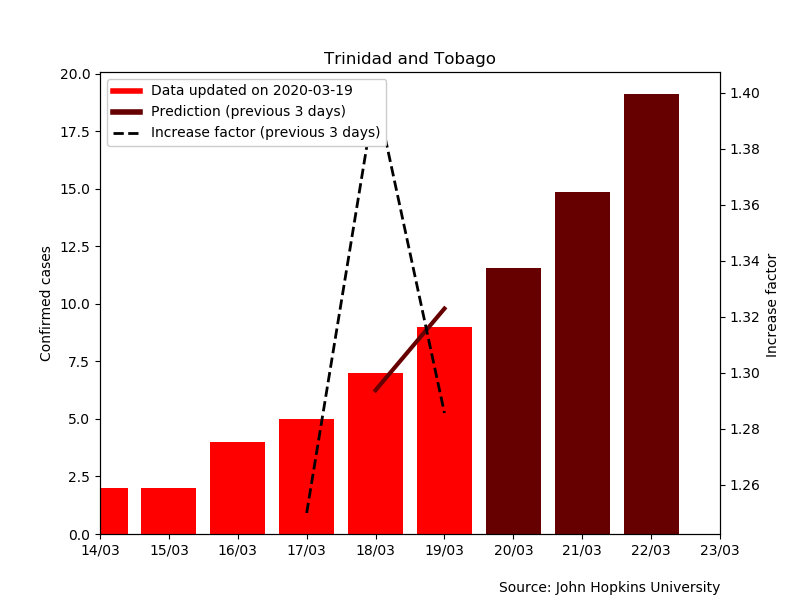 Trinidad and Tobago
Data updated on 2020-03-19
Prediction (previous 3 days)
Increase factor (previous 3 days)
Confirmed cases
20.0
17.5
15.0
12.5
10.0
7.5
5.0
2.5
0.0
1.40
1.38
1.36
1.34
1.32
1.30
1.28
1.26
Increase factor
14/03 15/03 16/03 17/03 18/03 19/03 20/03 21/03 22/03 23/03
Source: John Hopkins University